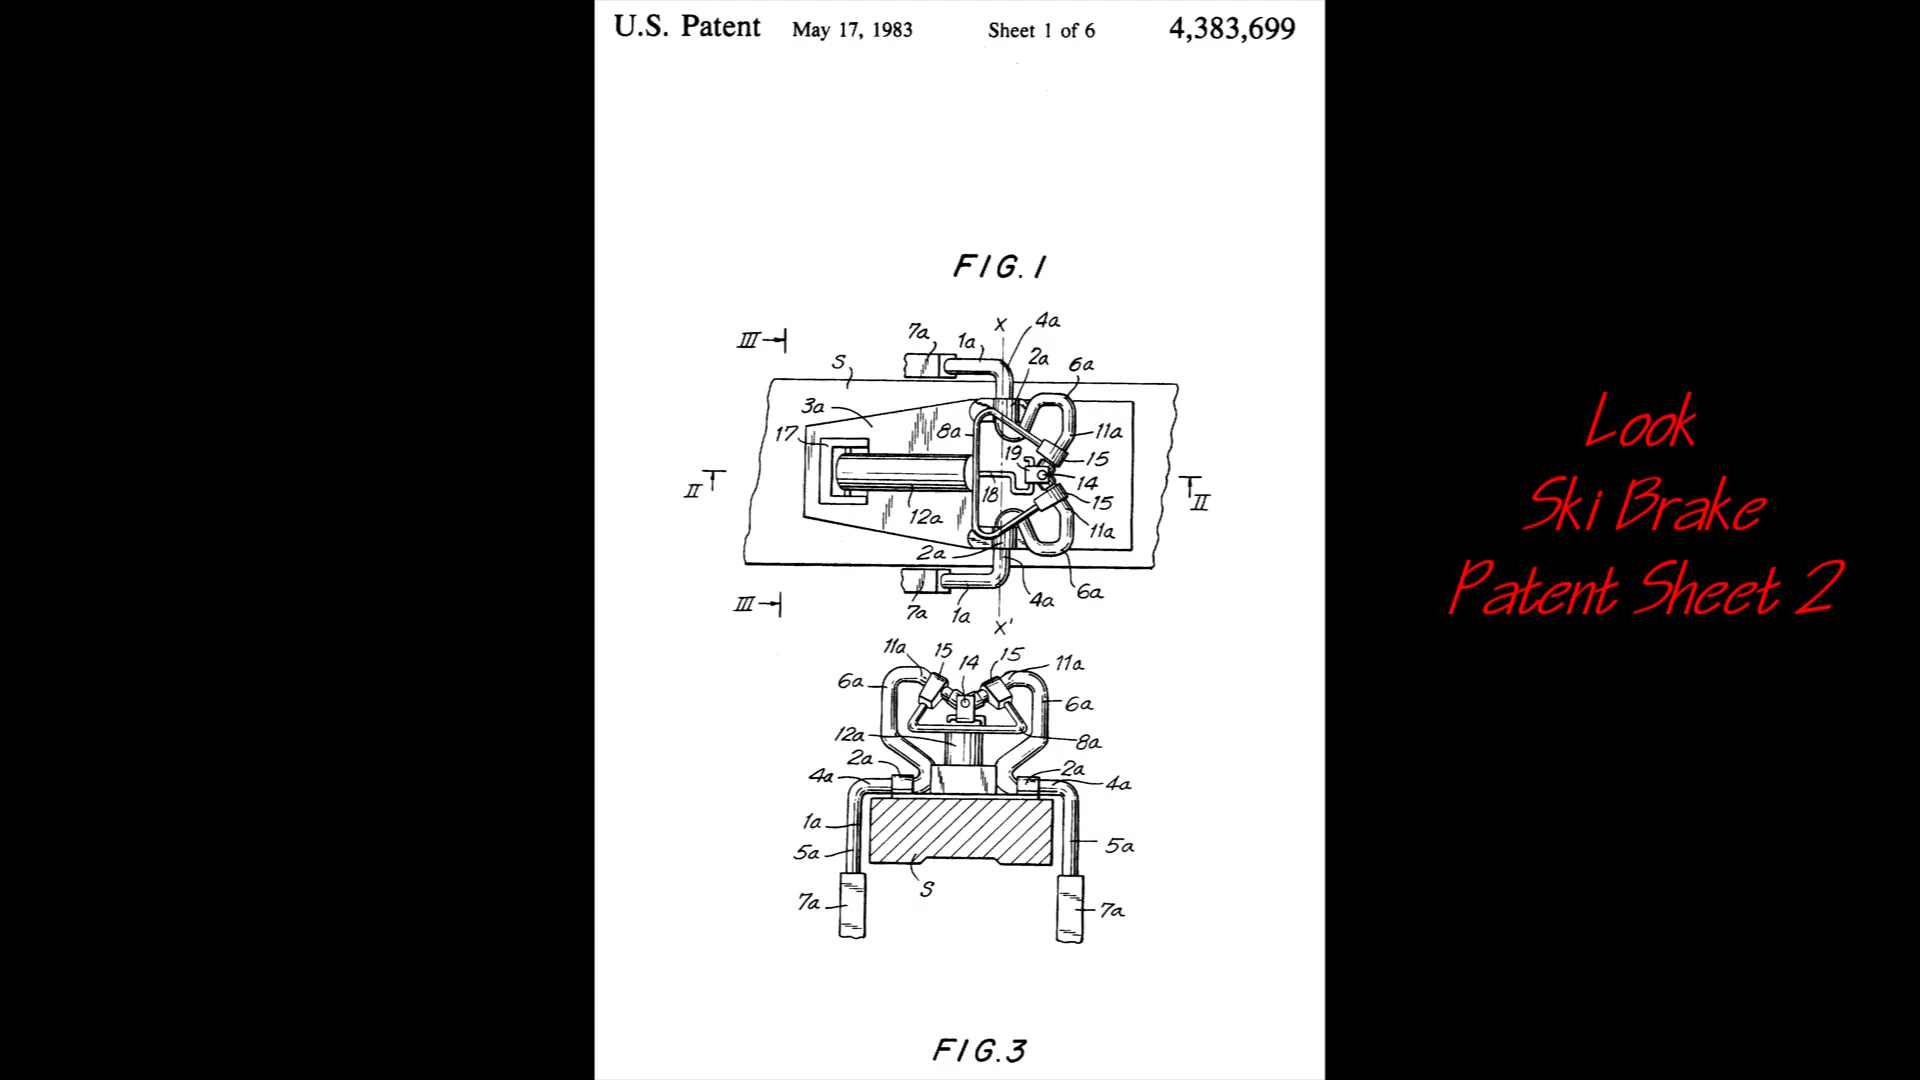 U.S. Patent May 17, 1983 Sheet 1 of 6 4,383,699
FIG. 1
X
4a
7a
1a
III
2a
S
6a
3a
17
8a
11a
19
15
14
II
II
18
15
12a
11a
2a
6a
4a
III
7a
1a
X'
11a
15
14
15
11a
6a
6a
12a
8a
2a
2a
4a
4a
1a
5a
5a
S
7a
7a
FIG.3
Look
Ski Brake
Patent Sheet 2